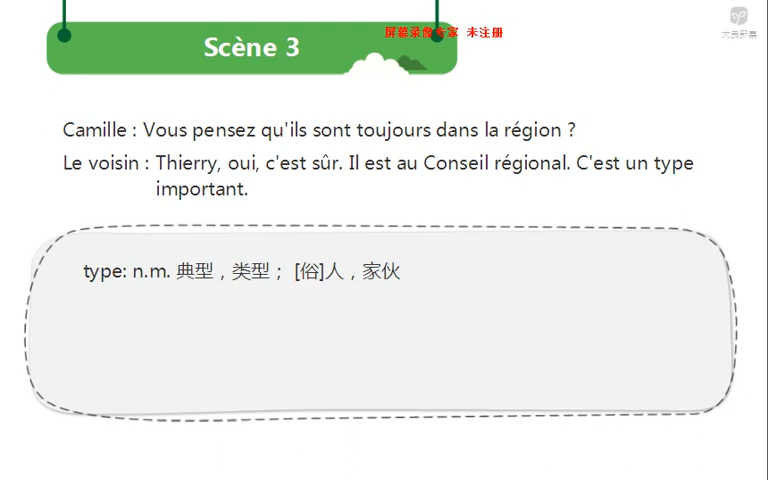 Scène 3
屏幕录像专家 未注册
Camille : Vous pensez qu'ils sont toujours dans la région ?
Le voisin : Thierry, oui, c'est sûr. Il est au Conseil régional. C'est un type
important.
type: n.m. 典型，类型； [俗]人，家伙